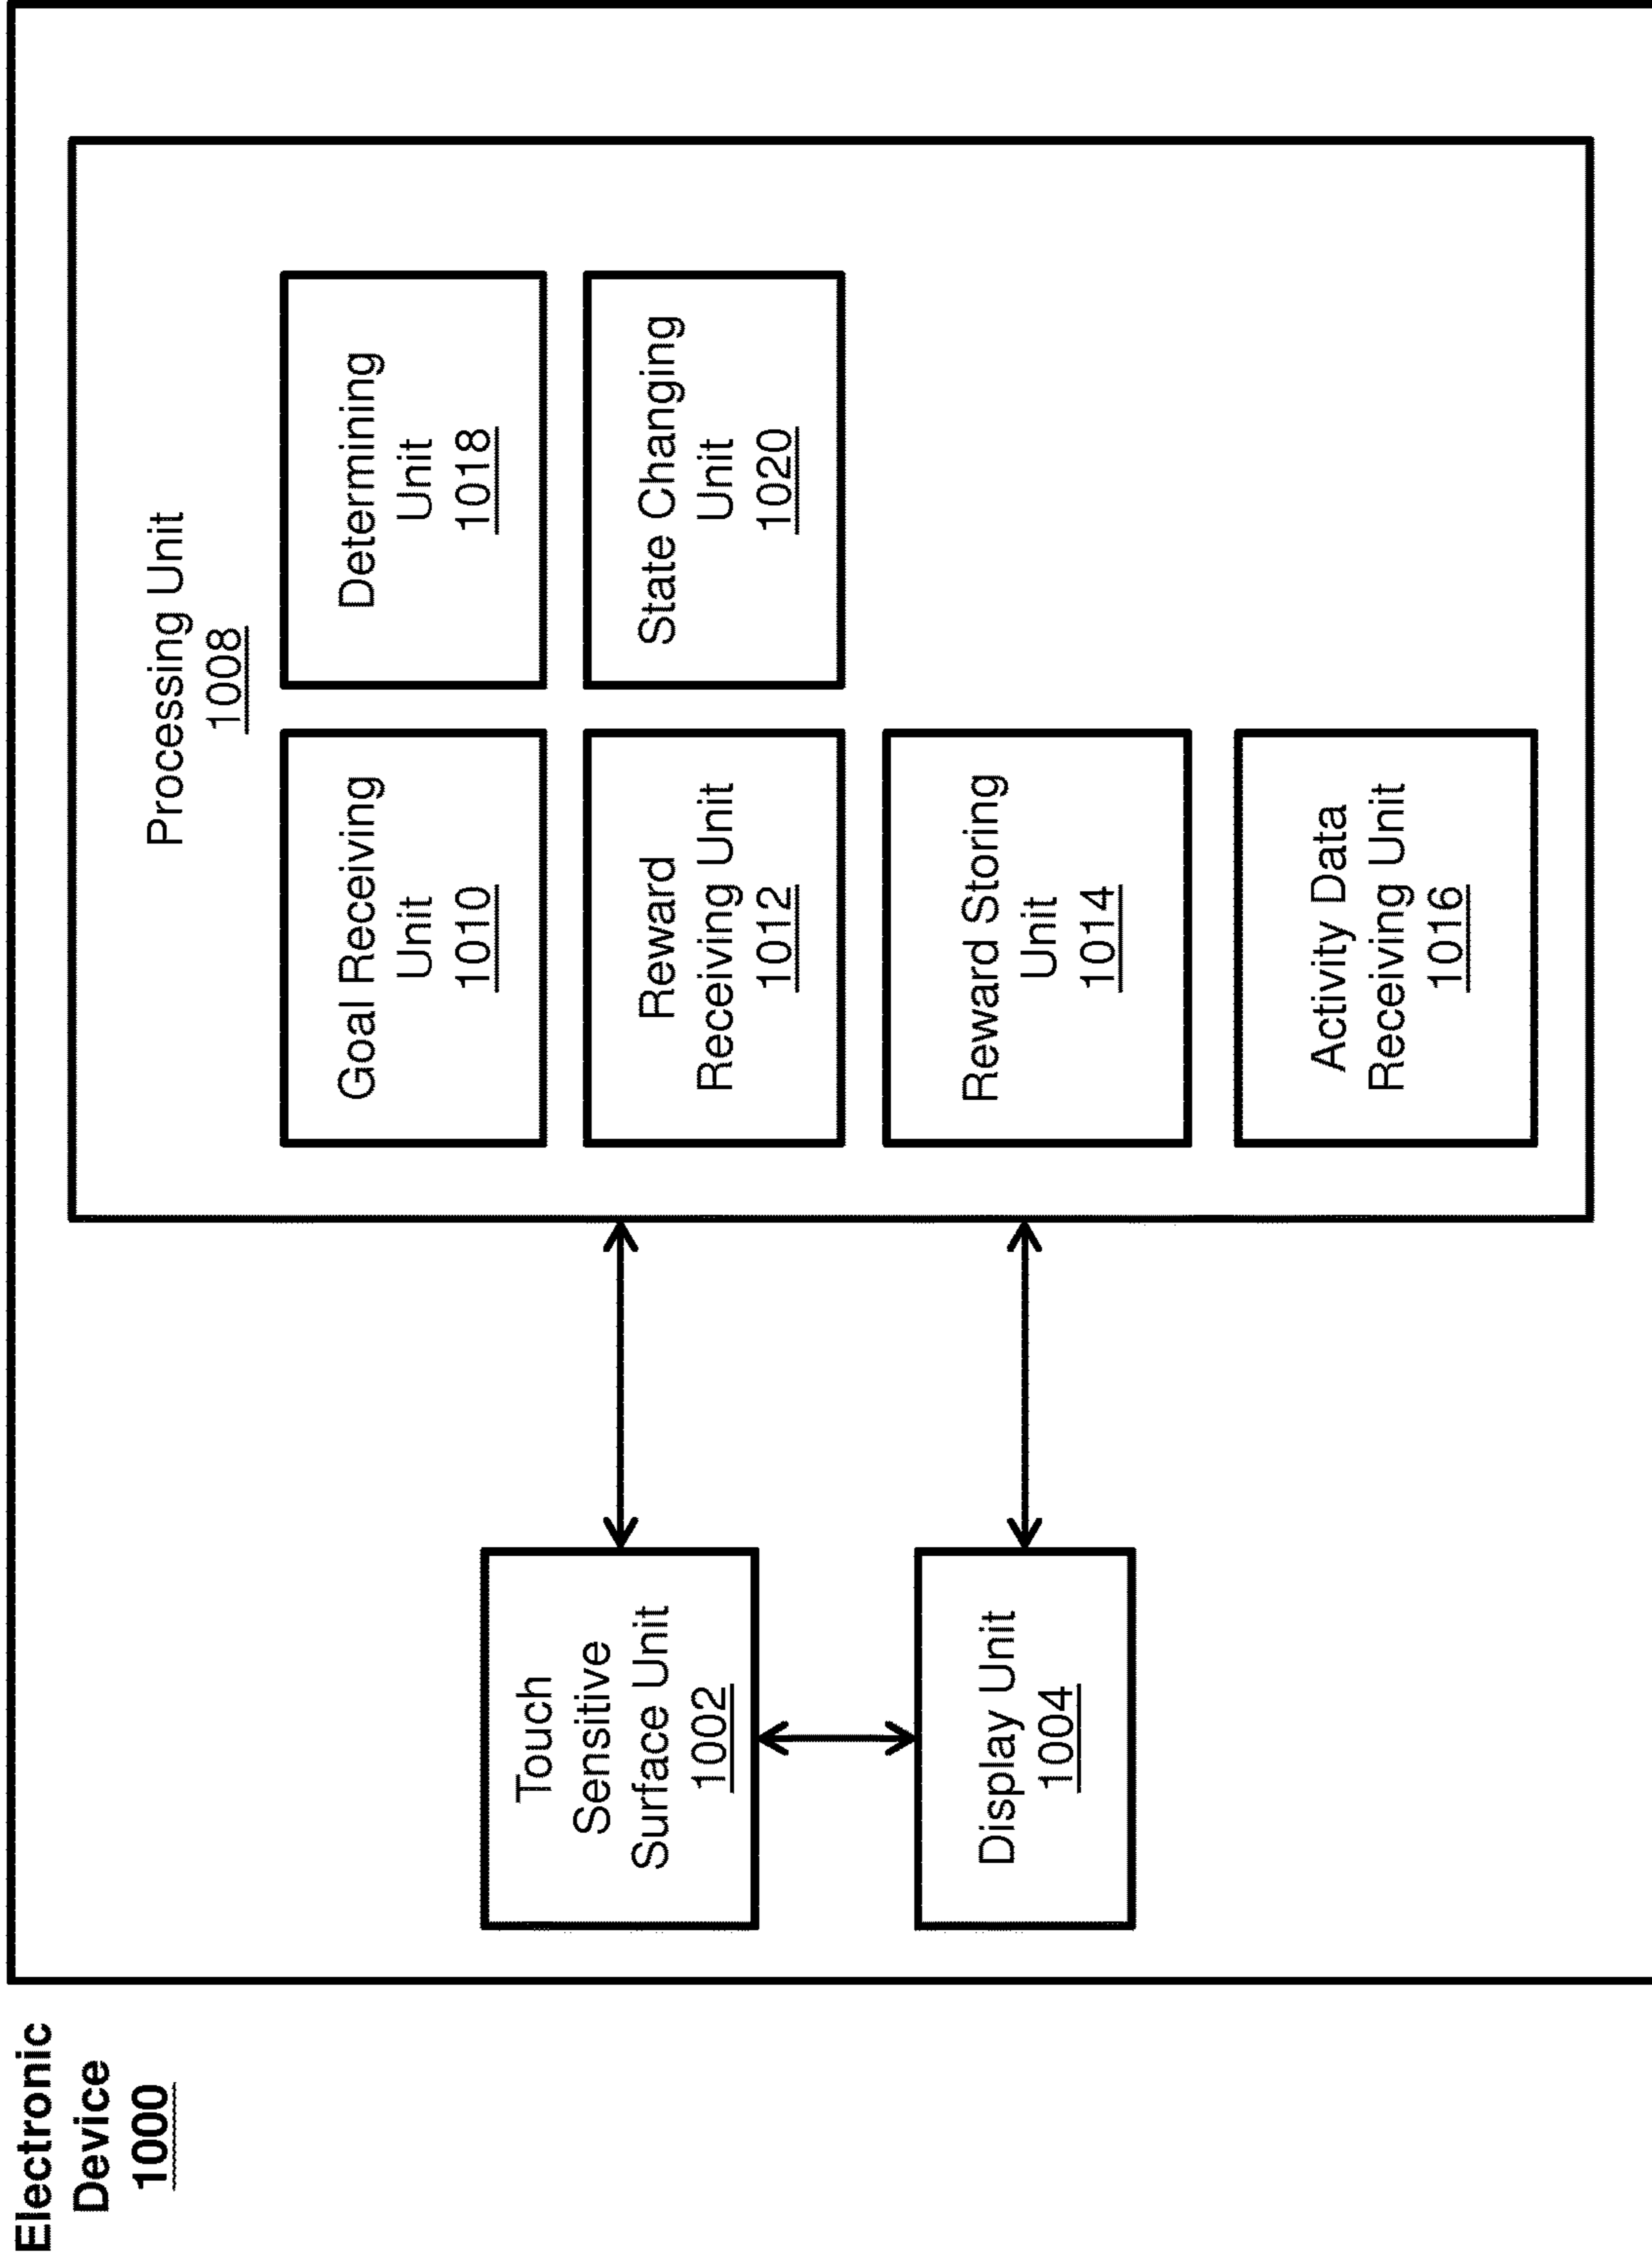 Electronic
Device
1000
Touch
Sensitive
Surface Unit
1002
Display Unit
1004
Processing Unit
1008
Goal Receiving
Unit
1010
Reward
Receiving Unit
1012
Reward Storing
Unit
1014
Activity Data
Receiving Unit
1016
Determining
Unit
1018
State Changing
Unit
1020